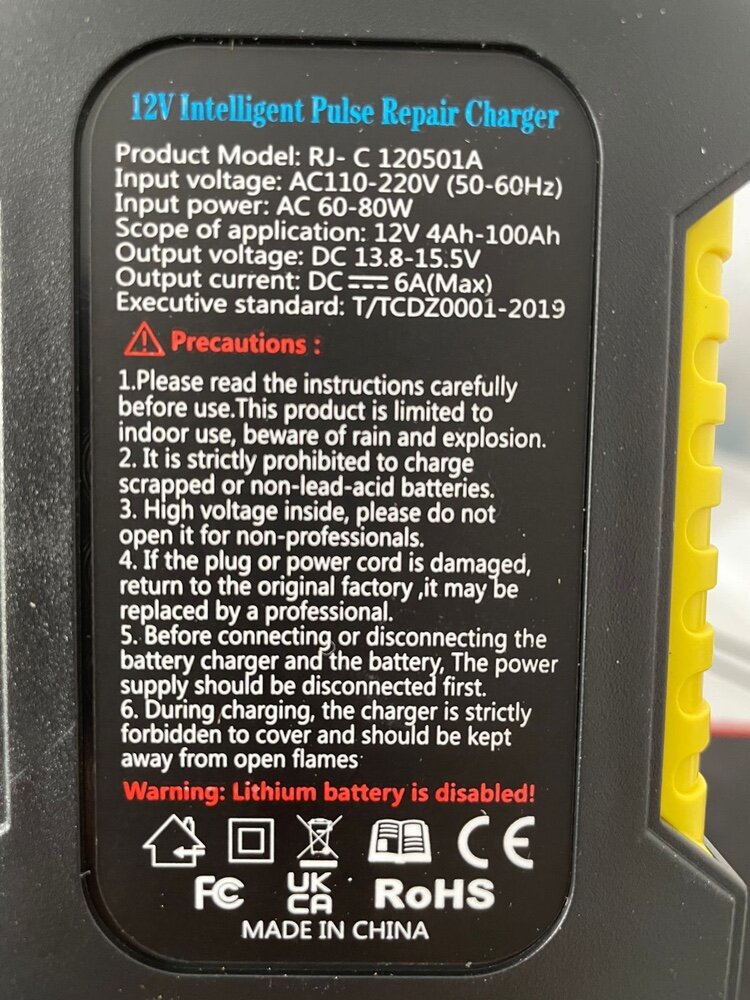 12V Intelligent Pulse Repair Charger
Product Model: RJ- C 120501A
Input voltage: AC110-220V (50-60Hz)
Input power: AC 60-80W
Scope of application: 12V 4Ah-100Ah
Output voltage: DC 13.8-15.5V
Output current: DC⎓6A(Max)
Executive standard: T/TCDZ0001-2019
Precautions :
1.Please read the instructions carefully
before use.This product is limited to
indoor use, beware of rain and explosion.
2. It is strictly prohibited to charge
scrapped or non-lead-acid batteries.
3. High voltage inside, please do not
open it for non-professionals.
4. If the plug or power cord is damaged,
return to the original factory ,it may be
replaced by a professional.
5. Before connecting or disconnecting the
battery charger and the battery, The power
supply should be disconnected first.
6. During charging, the charger is strictly
forbidden to cover and should be kept
away from open flames
Warning: Lithium battery is disabled!
CE
FC UK
CA RoHS
MADE IN CHINA